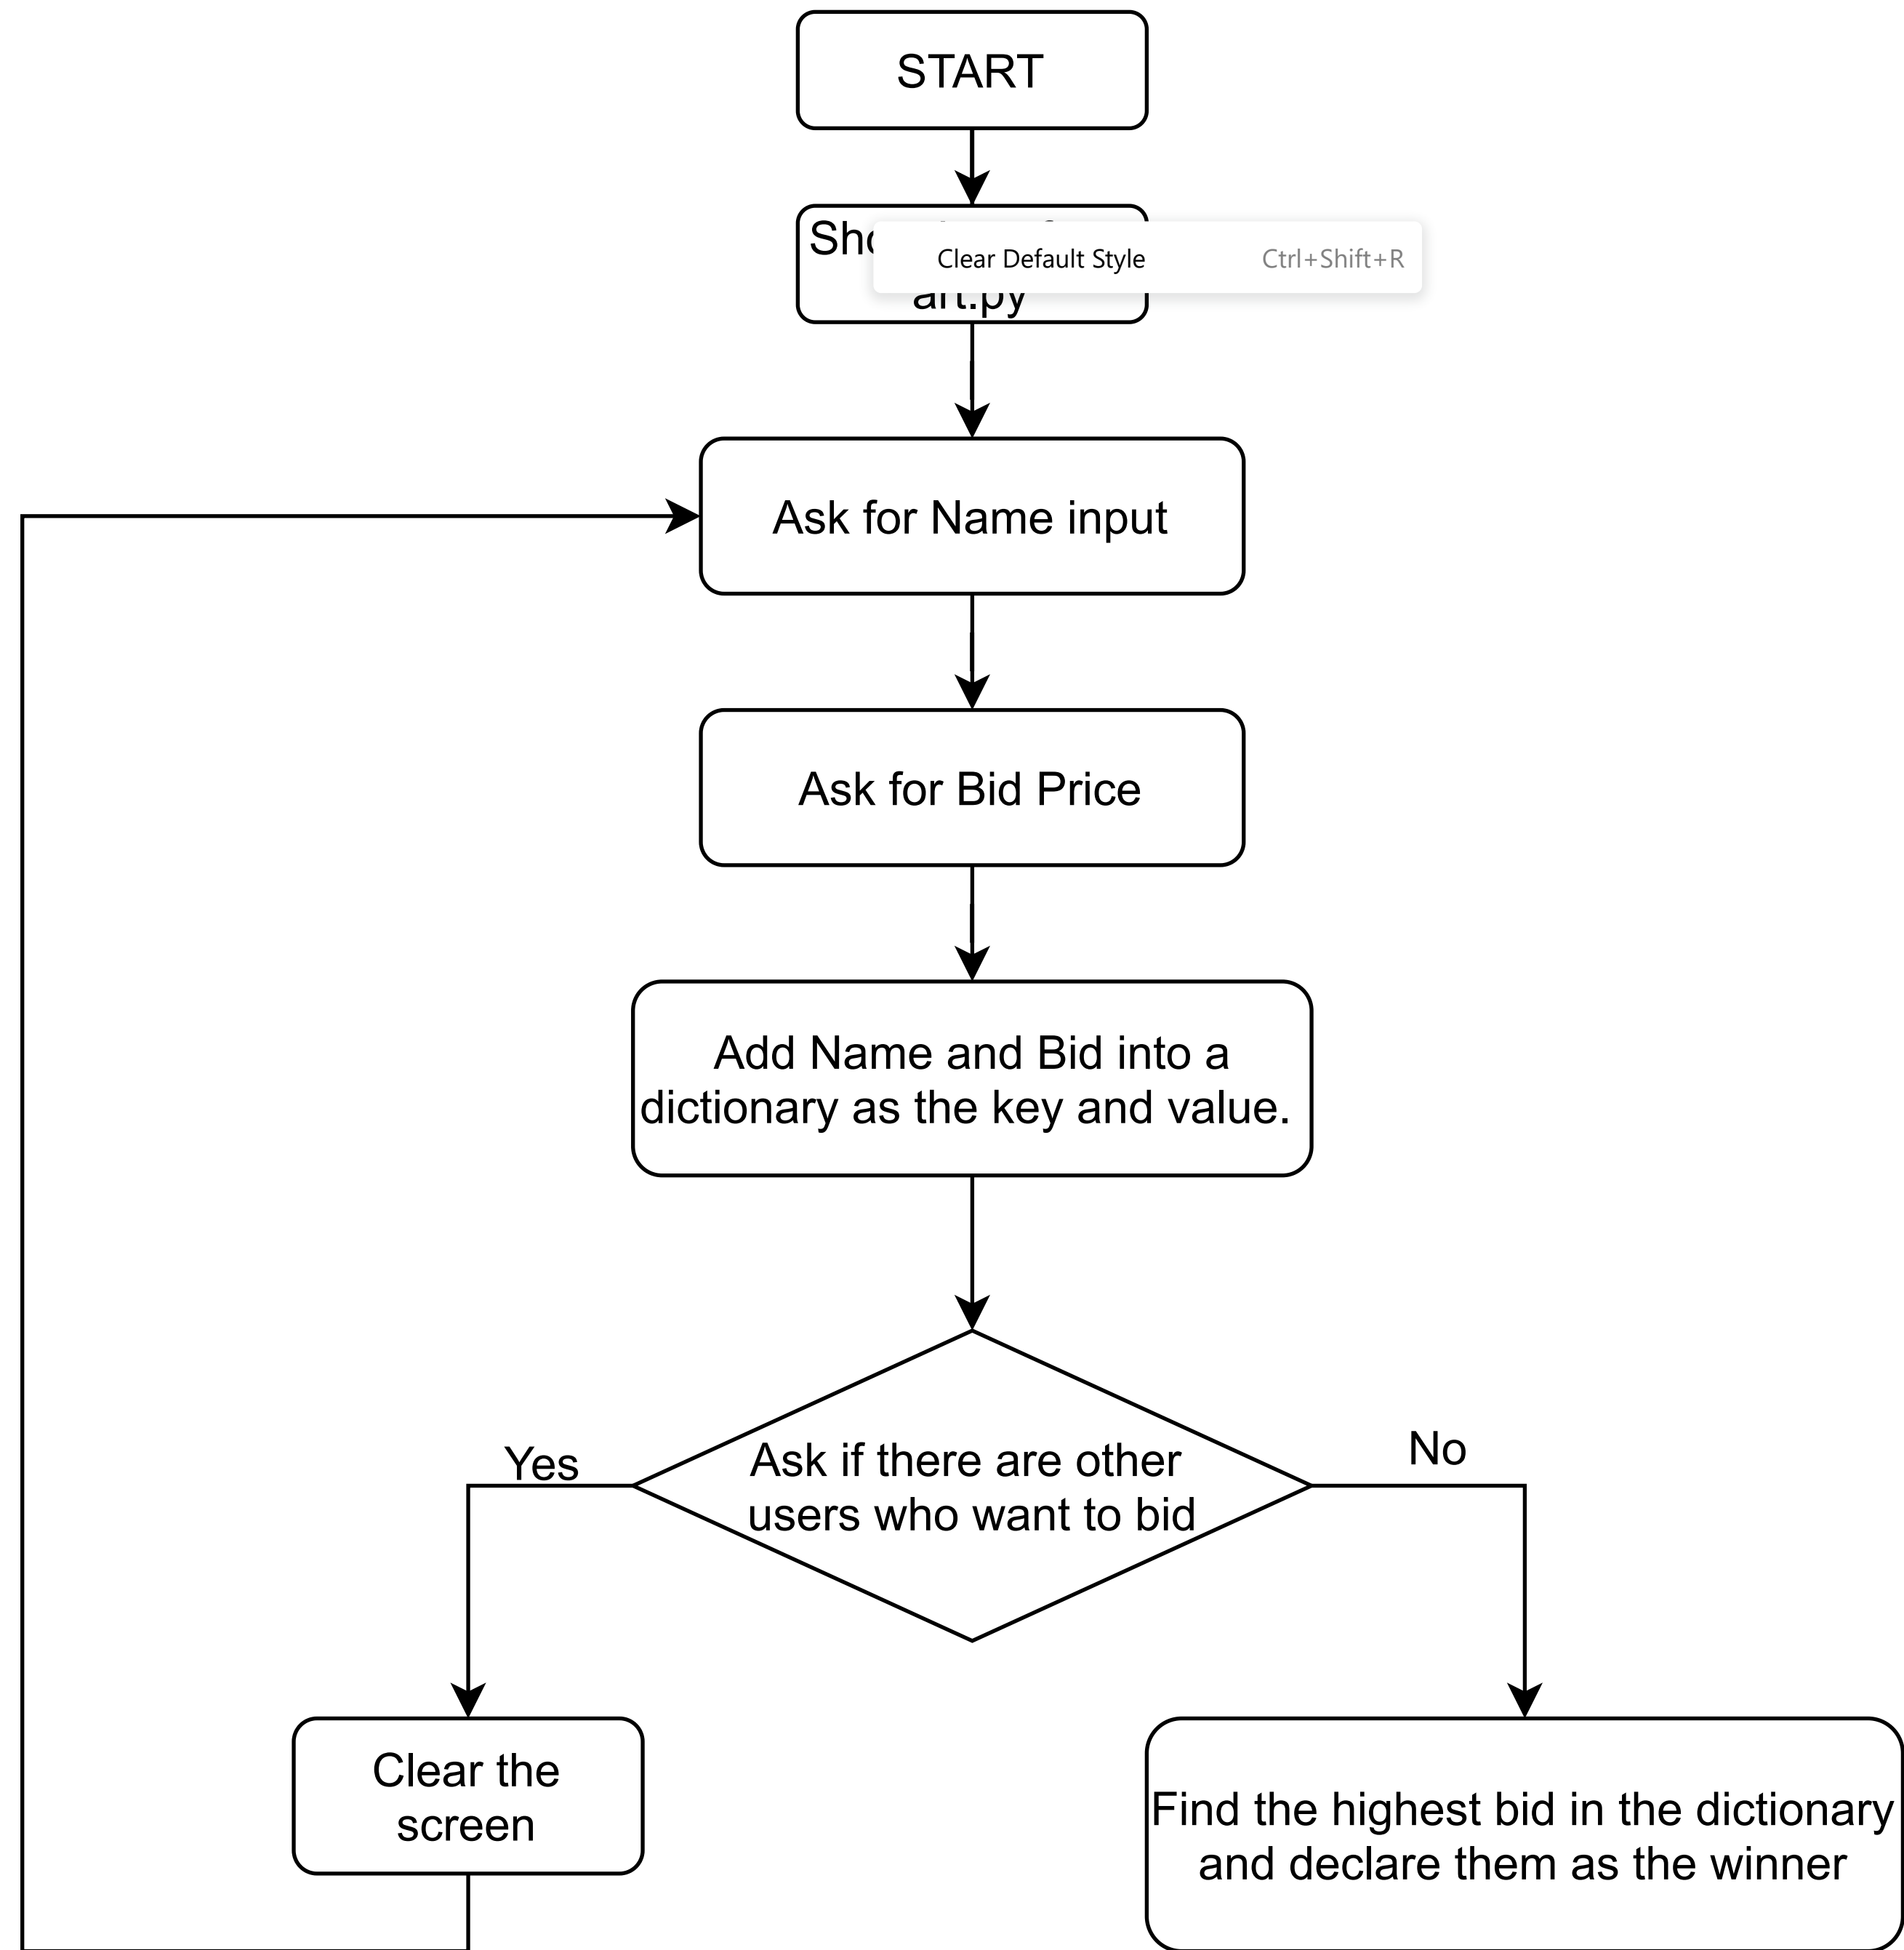 START
Clear Default Style Ctrl+Shift+R
art.py
Ask for Name input
Ask for Bid Price
Add Name and Bid into a
dictionary as the key and value.
Ask if there are other
users who want to bid
Yes
No
Clear the
screen
Find the highest bid in the dictionary
and declare them as the winner